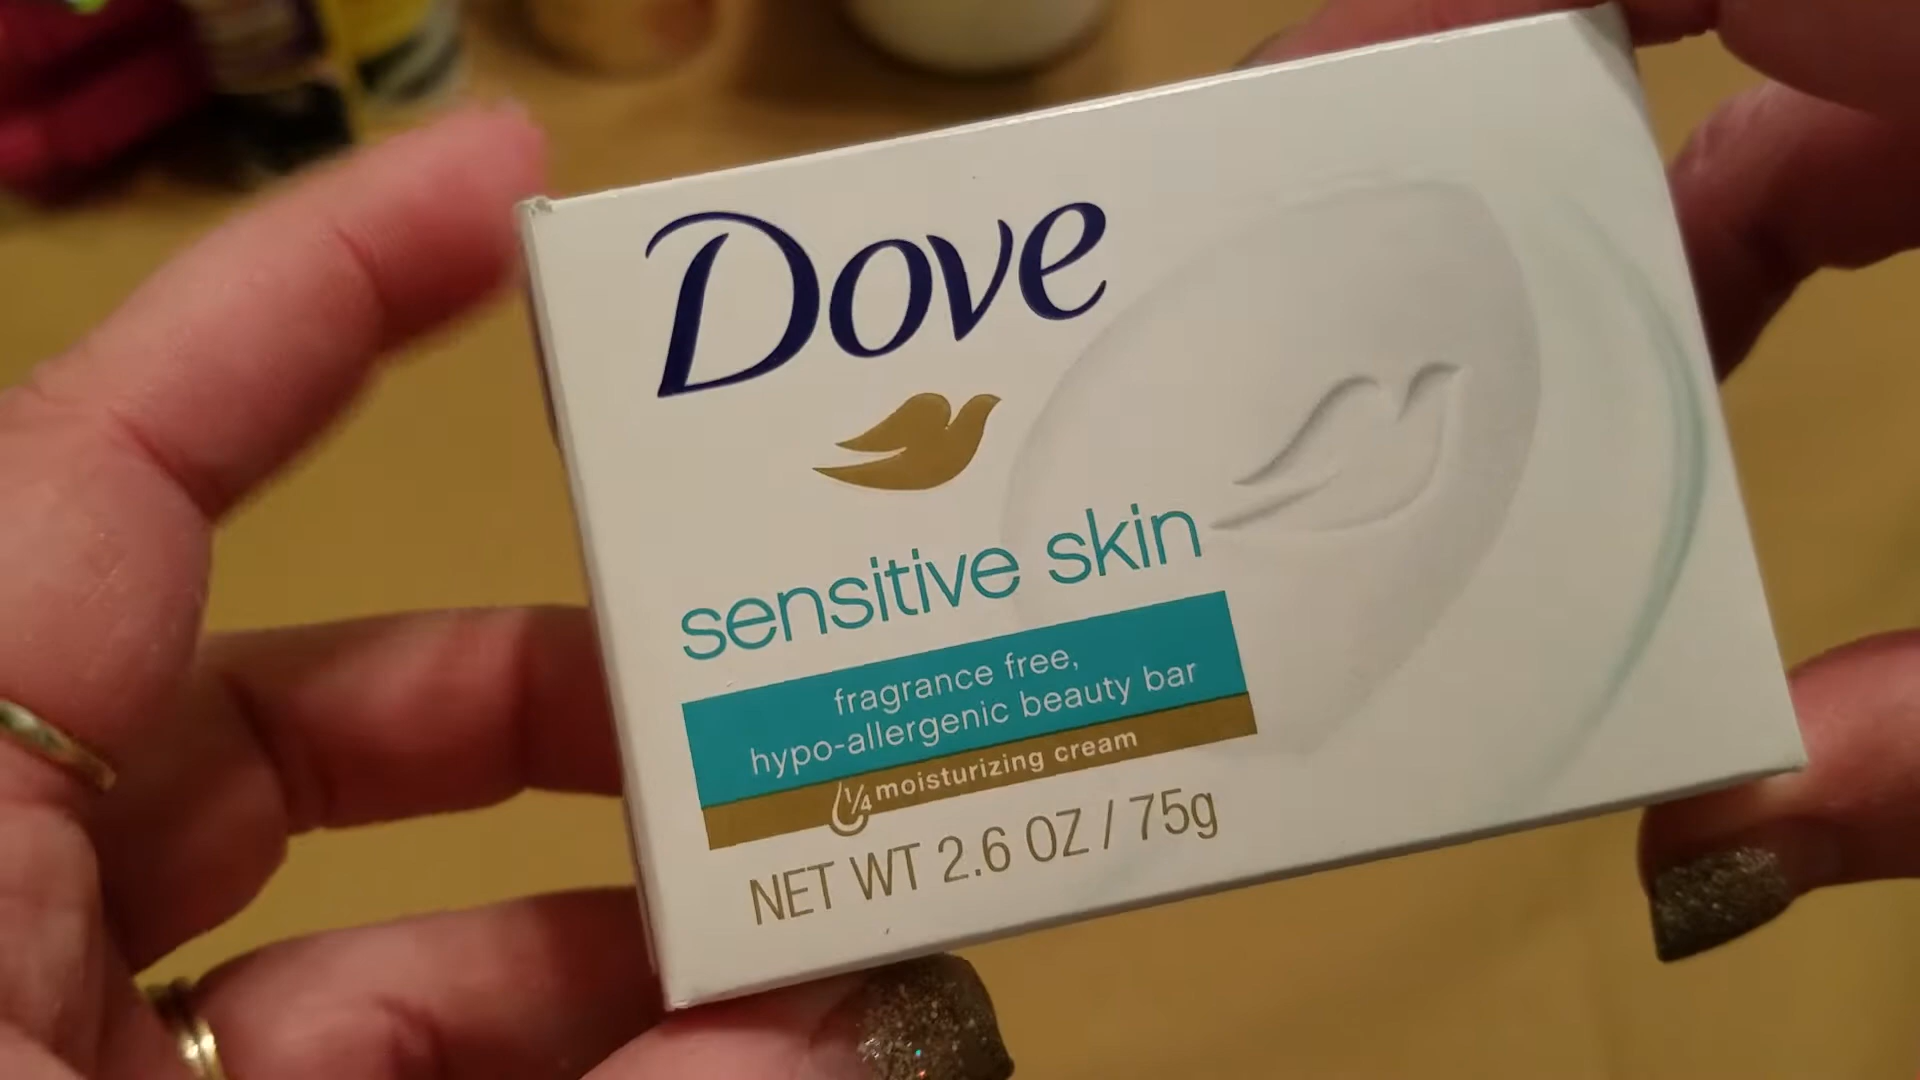 Dove
sensitive skin
fragrance free,
hypo-allergenic beauty bar
1/4 moisturizing cream
NET WT 2.6 OZ / 75g